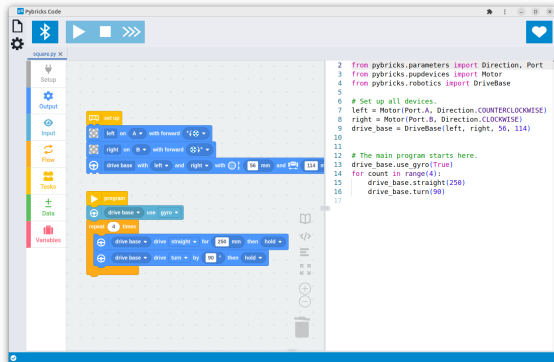 Pybricks Code
square.py
Setup
Output
Input
Flow
Tasks
Data
Variables
set up
left on A with forward
right on B with forward
drive base with left and right with 56 mm and 114
program
drive base use gyro
repeat 4 times
drive base drive straight for 250 mm then hold
drive base drive turn by 90 ° then hold
2 from pybricks.parameters import Direction, Port
3 from pybricks.pupdevices import Motor
4 from pybricks.robotics import DriveBase
5
6 # Set up all devices.
7 left = Motor(Port.A, Direction.COUNTERCLOCKWISE)
8 right = Motor(Port.B, Direction.CLOCKWISE)
9 drive_base = DriveBase(left, right, 56, 114)
10
11
12 # The main program starts here.
13 drive_base.use_gyro(True)
14 for count in range(4):
15 drive_base.straight(250)
16 drive_base.turn(90)
17